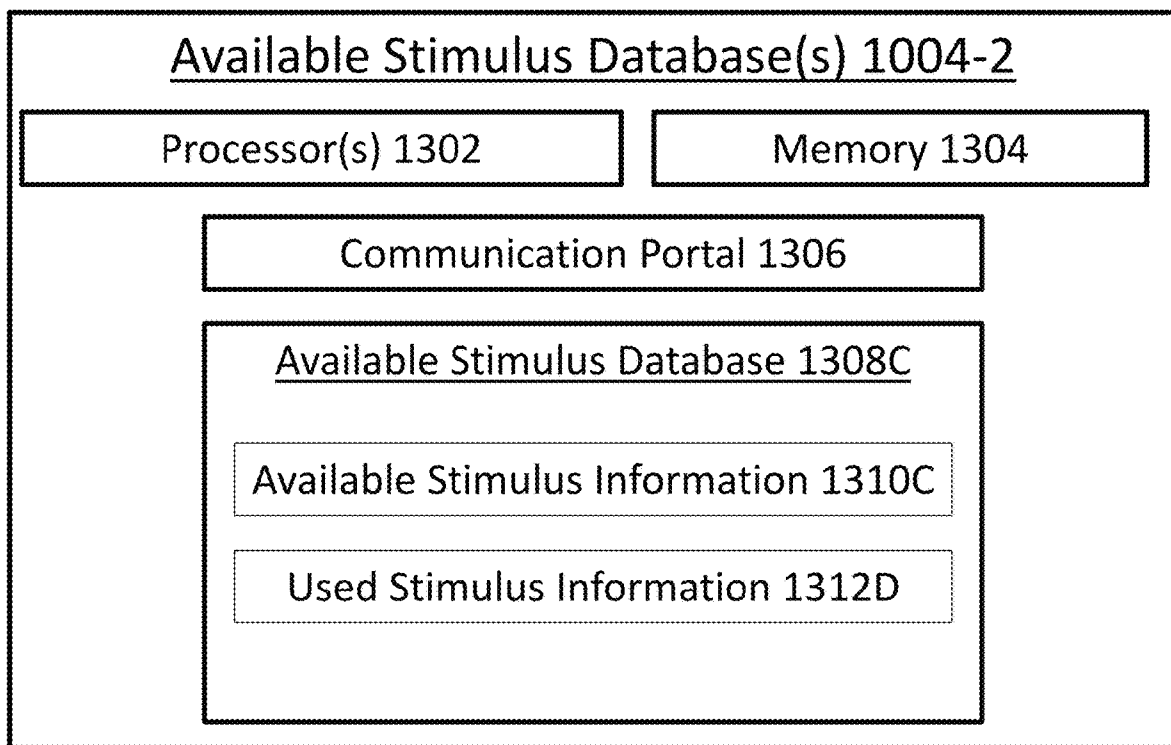 Available Stimulus Database(s) 1004-2
Processor(s) 1302
Memory 1304
Communication Portal 1306
Available Stimulus Database 1308C
Available Stimulus Information 1310C
Used Stimulus Information 1312D